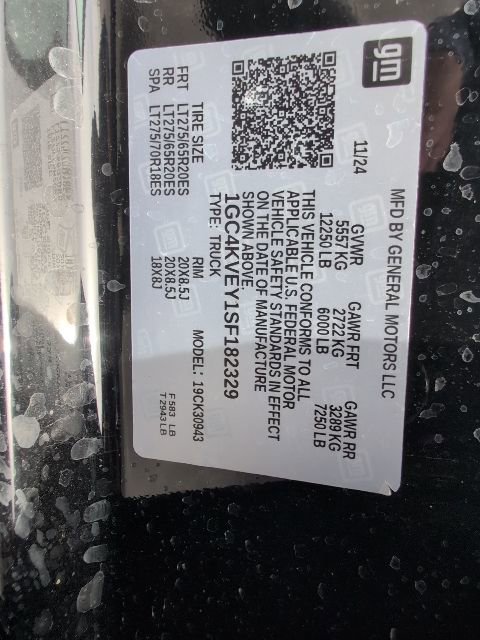 gm
MFD BY GENERAL MOTORS LLC
11/24
GVWR GAWR FRT GAWR RR
5557 KG 2722 KG 3289 KG
12250 LB 6000 LB 7250 LB
THIS VEHICLE CONFORMS TO ALL
APPLICABLE U.S. FEDERAL MOTOR
VEHICLE SAFETY STANDARDS IN EFFECT
ON THE DATE OF MANUFACTURE
SHOWN ABOVE.
1GC4KVEY1SF182329
TYPE: TRUCK MODEL: 19CK30943
TIRE SIZE RIM
FRT LT275/65R20ES 20X8.5J F 583 LB
RR LT275/65R20ES 20X8.5J T 2943 LB
SPA LT275/70R18ES 18X8J